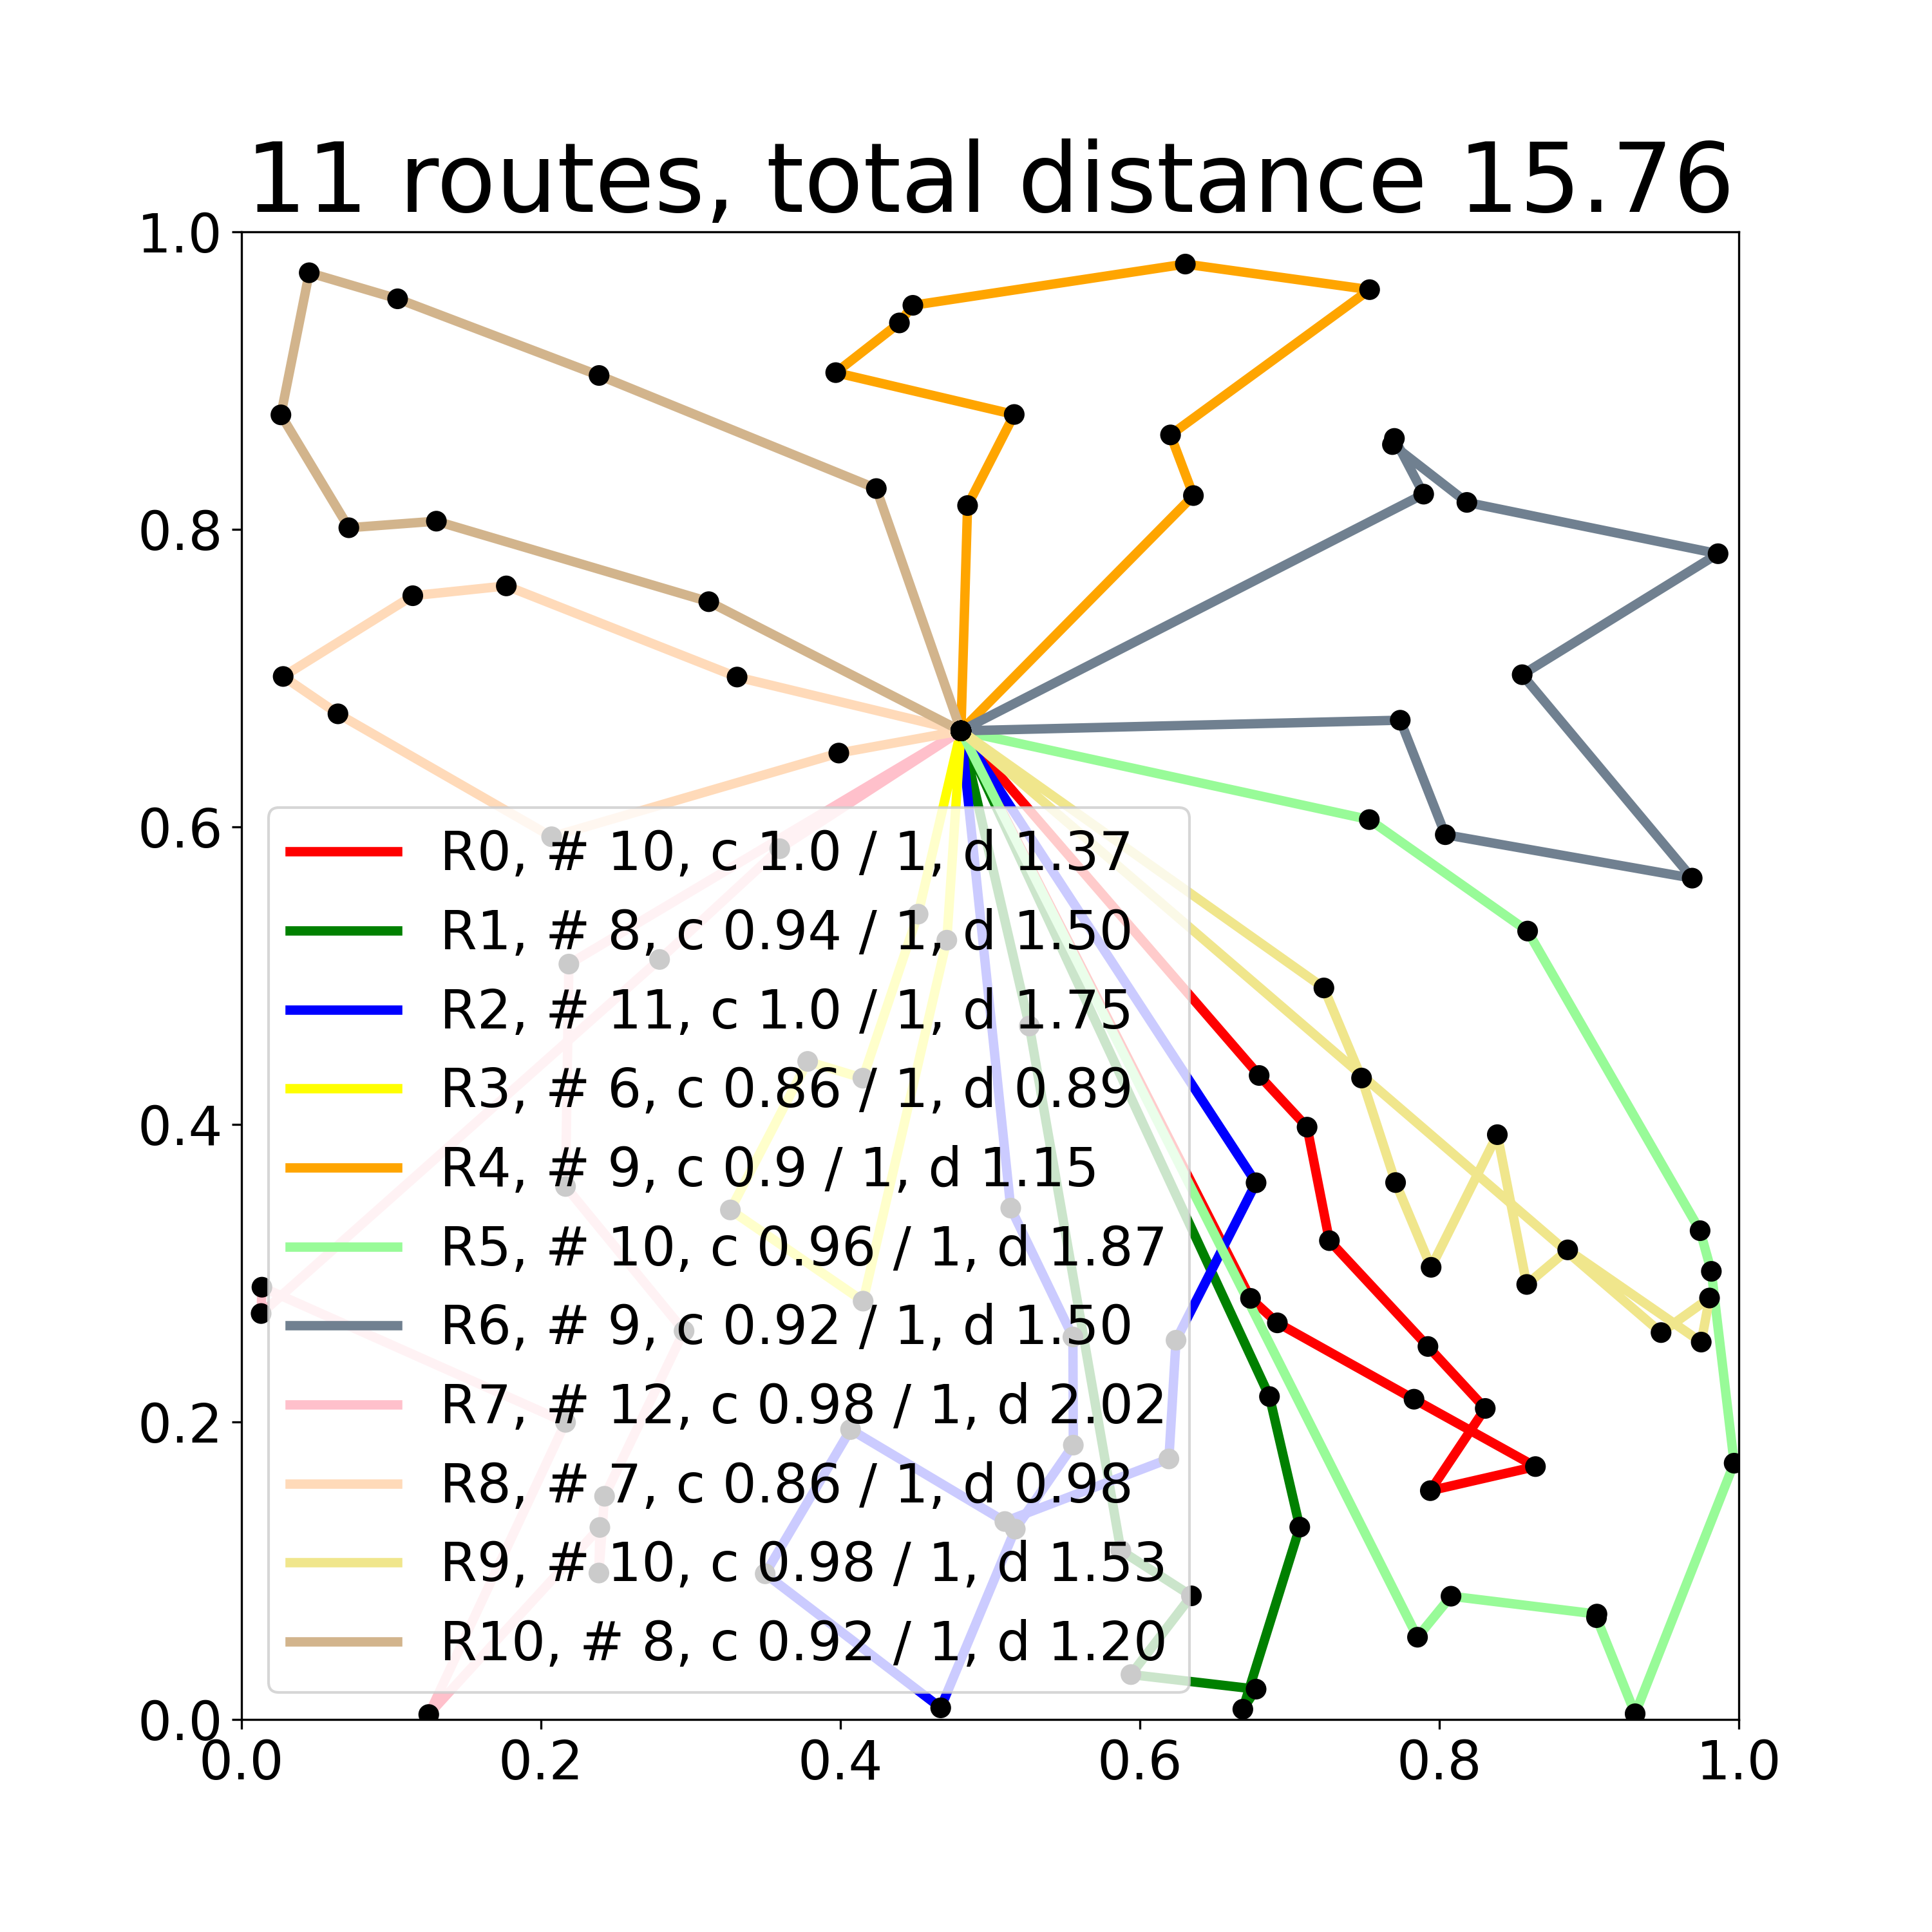 11 routes, total distance 15.76
1.0
0.8
0.6
0.4
0.2
0.0
R0, # 10, c 1.0 / 1, d 1.37
R1, # 8, c 0.94 / 1, d 1.50
R2, # 11, c 1.0 / 1, d 1.75
R3, # 6, c 0.86 / 1, d 0.89
R4, # 9, c 0.9 / 1, d 1.15
R5, # 10, c 0.96 / 1, d 1.87
R6, # 9, c 0.92 / 1, d 1.50
R7, # 12, c 0.98 / 1, d 2.02
R8, # 7, c 0.86 / 1, d 0.98
R9, # 10, c 0.98 / 1, d 1.53
R10, # 8, c 0.92 / 1, d 1.20
0.0 0.2 0.4 0.6 0.8 1.0